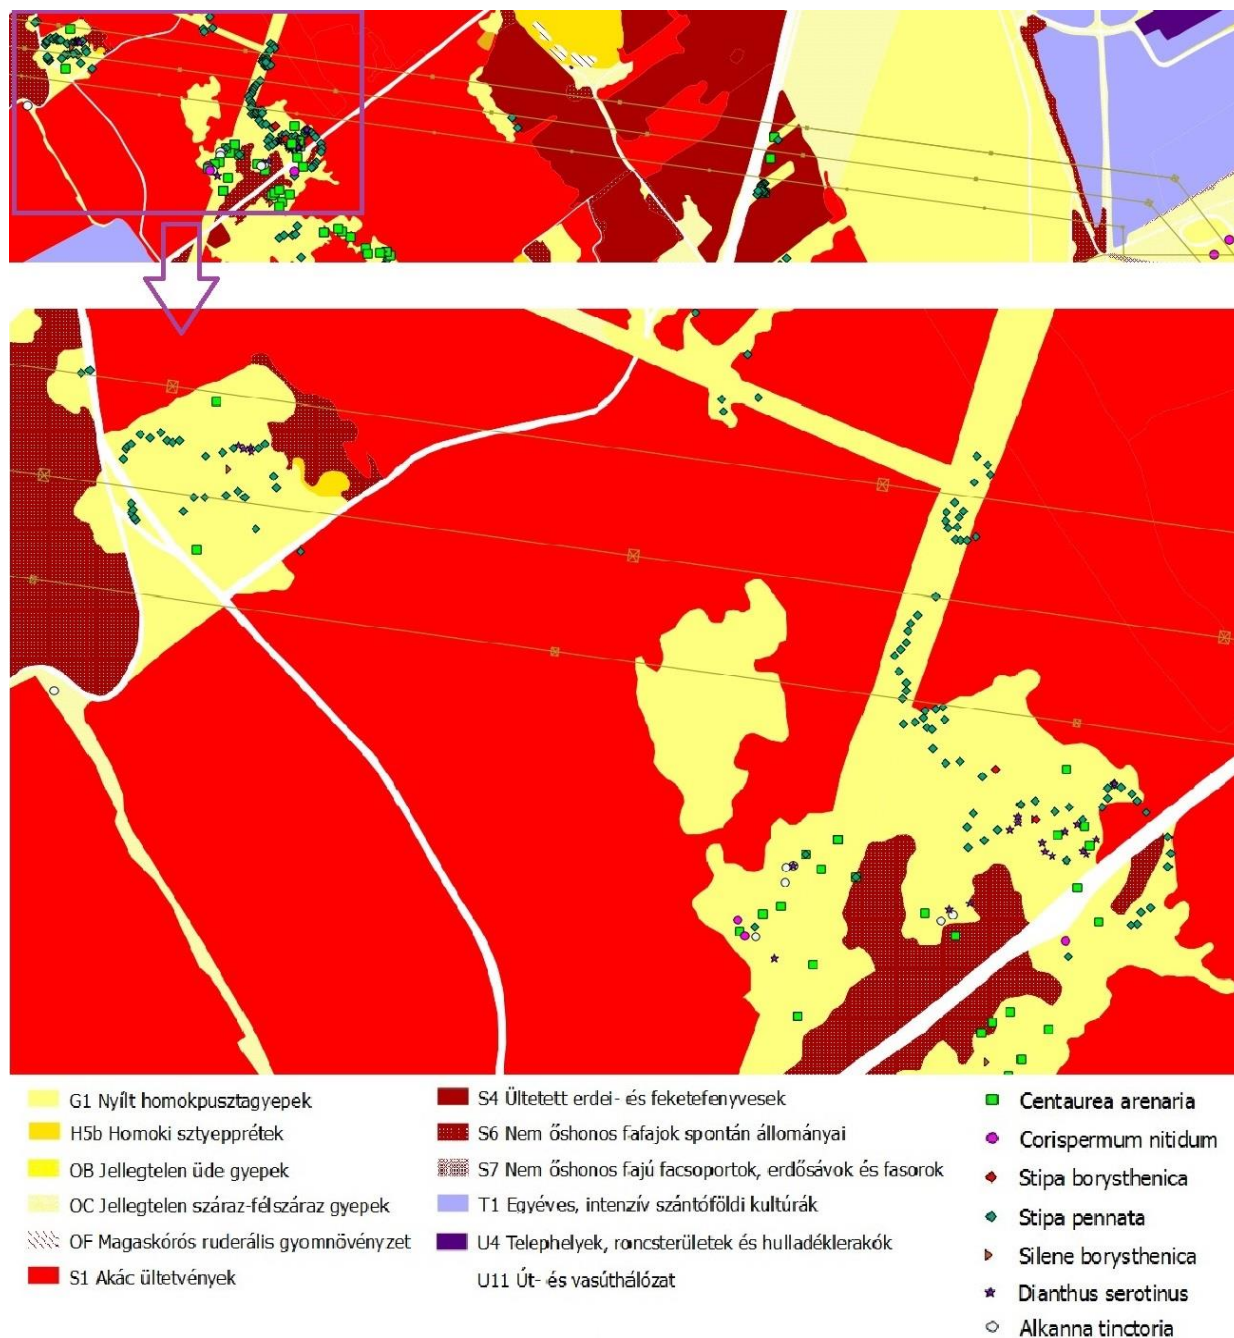 G1 Nyílt homokpusztagyepek
H5b Homoki sztyepprétek
OB Jellegtelen üde gyepek
OC Jellegtelen száraz-félszáraz gyepek
OF Magaskórós ruderális gyomnövényzet
S1 Akác ültetvények
S4 Ültetett erdei- és feketefenyvesek
S6 Nem őshonos fafajok spontán állományai
S7 Nem őshonos fajú facsoportok, erdősávok és fasorok
T1 Egyéves, intenzív szántóföldi kultúrák
U4 Telephelyek, roncsterületek és hulladéklerakók
U11 Út- és vasúthálózat
Centaurea arenaria
Corispermum nitidum
Stipa borysthenica
Stipa pennata
Silene borysthenica
Dianthus serotinus
Alkanna tinctoria